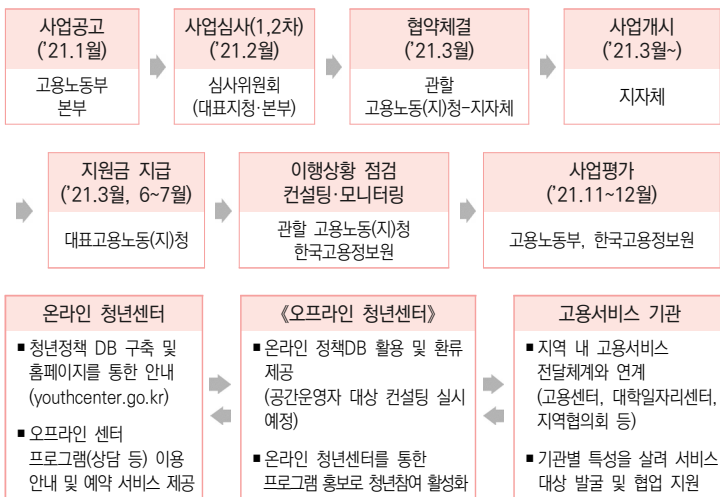 사업공고
('21.1월)
고용노동부
본부
사업심사(1,2차)
('21.2월)
심사위원회
(대표지청·본부)
협약체결
('21.3월)
관할
고용노동(지)청-지자체
사업개시
('21.3월~)
지자체
지원금 지급
('21.3월, 6~7월)
대표고용노동(지)청
이행상황 점검
컨설팅·모니터링
관할 고용노동(지)청
한국고용정보원
사업평가
('21.11~12월)
고용노동부, 한국고용정보원
온라인 청년센터
■ 청년정책 DB 구축 및
홈페이지를 통한 안내
(youthcenter.go.kr)
■ 오프라인 센터
프로그램(상담 등) 이용
안내 및 예약 서비스 제공
《오프라인 청년센터》
■ 온라인 정책DB 활용 및 환류
제공
(공간운영자 대상 컨설팅 실시
예정)
■ 온라인 청년센터를 통한
프로그램 홍보로 청년참여 활성화
고용서비스 기관
■ 지역 내 고용서비스
전달체계와 연계
(고용센터, 대학일자리센터,
지역협의회 등)
■ 기관별 특성을 살려 서비스
대상 발굴 및 협업 지원